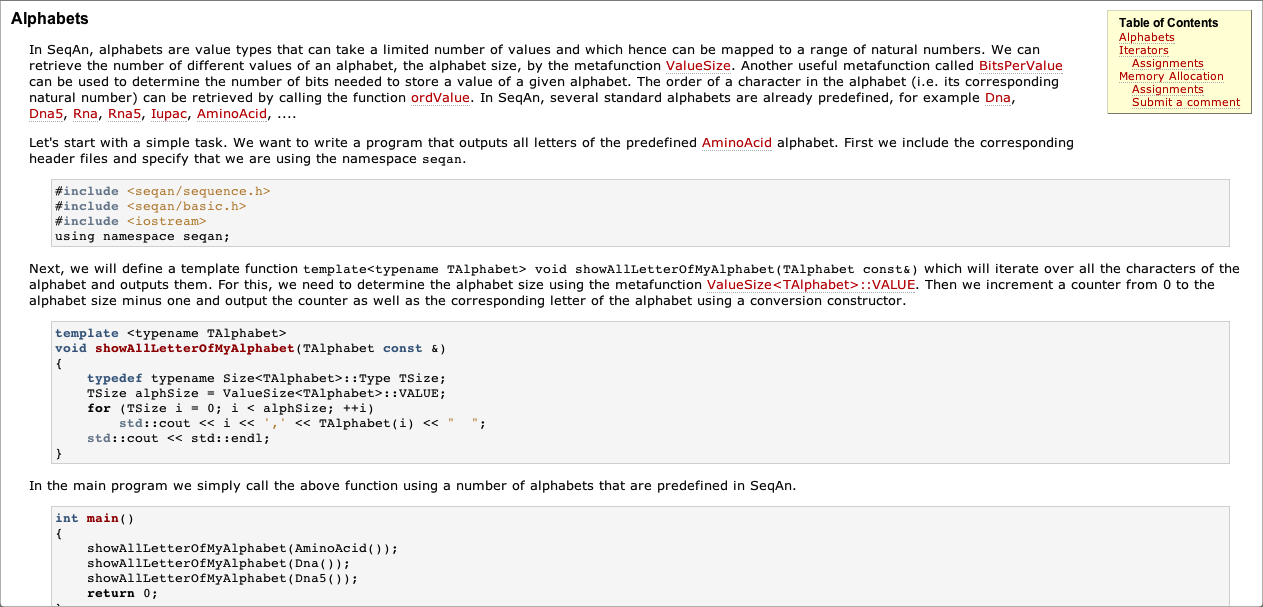 Alphabets
In SeqAn, alphabets are value types that can take a limited number of values and which hence can be mapped to a range of natural numbers. We can
retrieve the number of different values of an alphabet, the alphabet size, by the metafunction ValueSize. Another useful metafunction called BitsPerValue
can be used to determine the number of bits needed to store a value of a given alphabet. The order of a character in the alphabet (i.e. its corresponding
natural number) can be retrieved by calling the function ordValue. In SeqAn, several standard alphabets are already predefined, for example Dna,
Dna5, Rna, Rna5, Iupac, AminoAcid, ....
Table of Contents
Alphabets
Iterators
Assignments
Memory Allocation
Assignments
Submit a comment
Let's start with a simple task. We want to write a program that outputs all letters of the predefined AminoAcid alphabet. First we include the corresponding
header files and specify that we are using the namespace seqan.
#include <seqan/sequence.h>
#include <seqan/basic.h>
#include <iostream>
using namespace seqan;
Next, we will define a template function template<typename TAlphabet> void showAllLetterOfMyAlphabet(TAlphabet const&) which will iterate over all the characters of the
alphabet and outputs them. For this, we need to determine the alphabet size using the metafunction ValueSize<TAlphabet>::VALUE. Then we increment a counter from 0 to the
alphabet size minus one and output the counter as well as the corresponding letter of the alphabet using a conversion constructor.
template <typename TAlphabet>
void showAllLetterOfMyAlphabet(TAlphabet const &)
{
    typedef typename Size<TAlphabet>::Type TSize;
    TSize alphSize = ValueSize<TAlphabet>::VALUE;
    for (TSize i = 0; i < alphSize; ++i)
        std::cout << i << ',' << TAlphabet(i) << "  ";
    std::cout << std::endl;
}
In the main program we simply call the above function using a number of alphabets that are predefined in SeqAn.
int main()
{
    showAllLetterOfMyAlphabet(AminoAcid());
    showAllLetterOfMyAlphabet(Dna());
    showAllLetterOfMyAlphabet(Dna5());
    return 0;